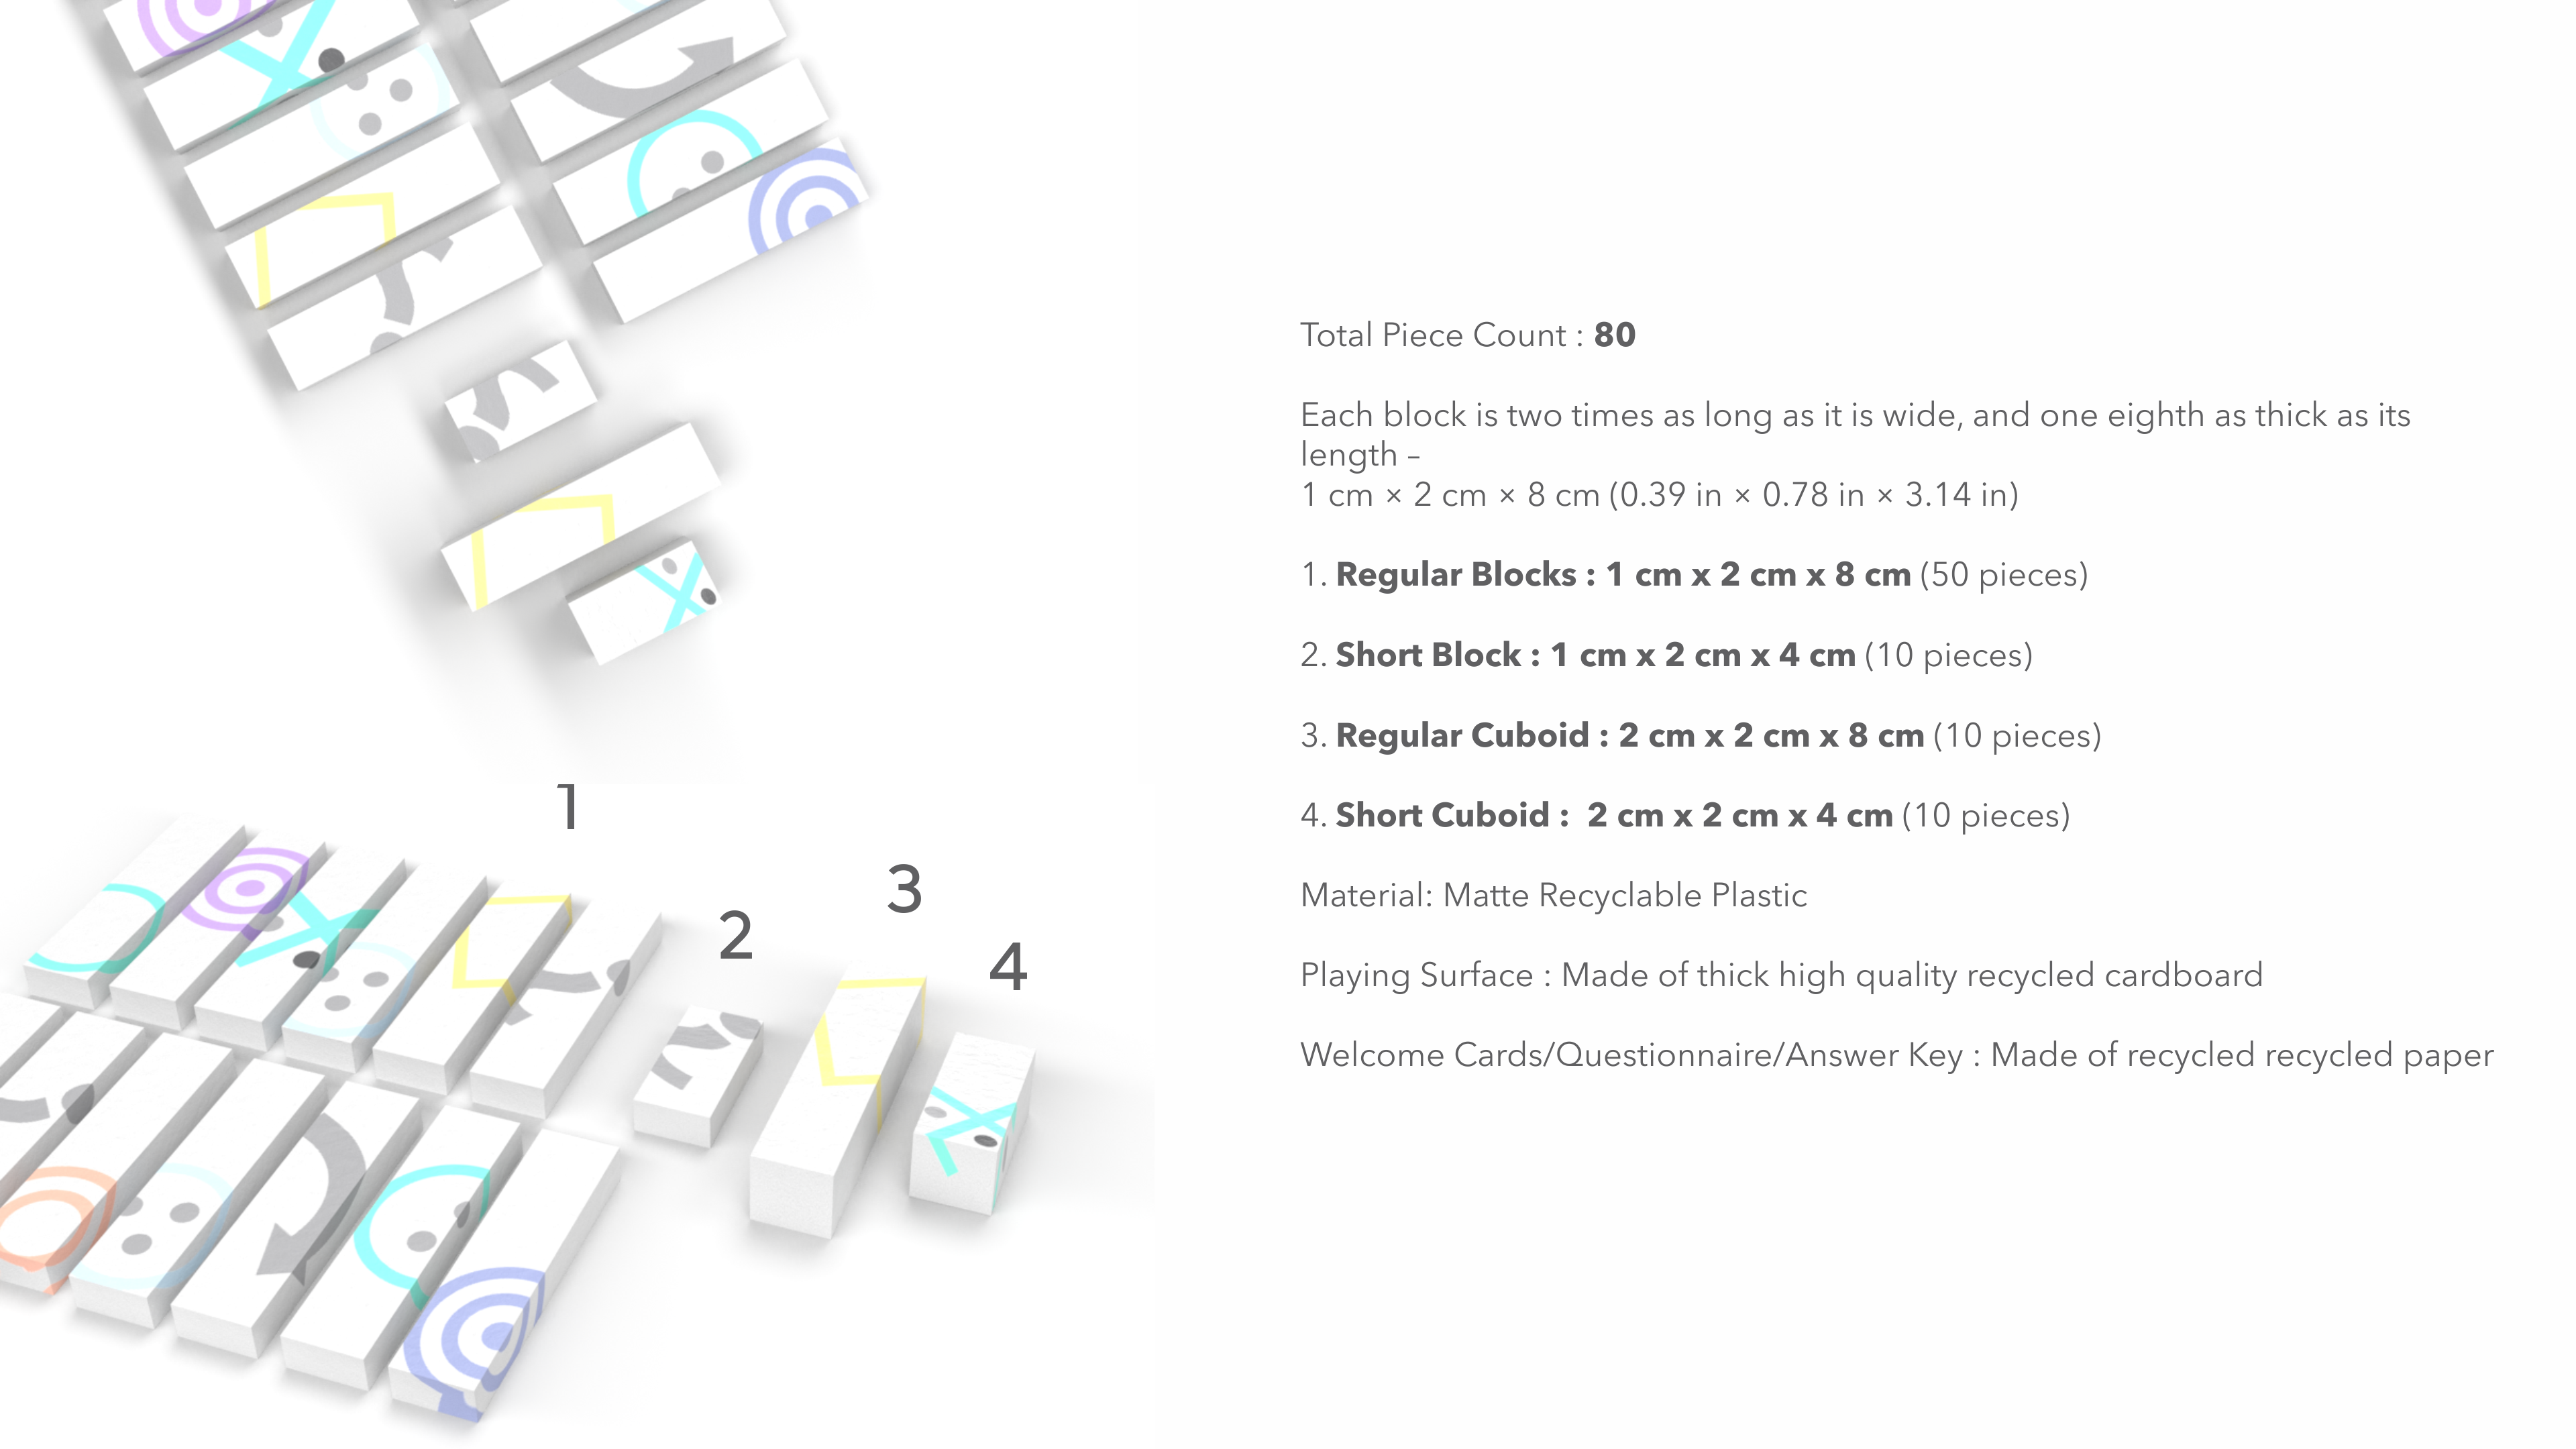 Total Piece Count : 80
Each block is two times as long as it is wide, and one eighth as thick as its
length –
1 cm × 2 cm × 8 cm (0.39 in × 0.78 in × 3.14 in)
1. Regular Blocks : 1 cm x 2 cm x 8 cm (50 pieces)
2. Short Block : 1 cm x 2 cm x 4 cm (10 pieces)
3. Regular Cuboid : 2 cm x 2 cm x 8 cm (10 pieces)
4. Short Cuboid :  2 cm x 2 cm x 4 cm (10 pieces)
Material: Matte Recyclable Plastic
Playing Surface : Made of thick high quality recycled cardboard
Welcome Cards/Questionnaire/Answer Key : Made of recycled recycled paper
1
2
3
4